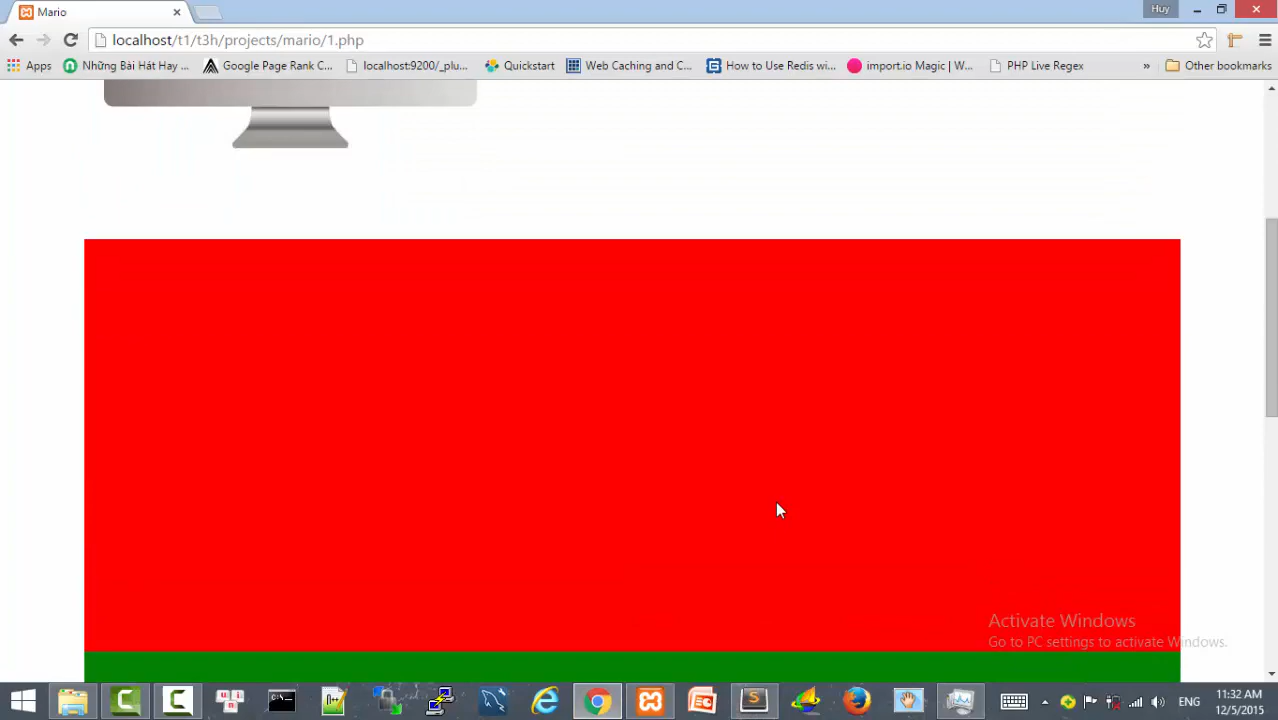 Mario
Huy
localhost/t1/t3h/projects/mario/1.php
Apps
Những Bài Hát Hay ...
Google Page Rank C...
localhost:9200/_plu...
Quickstart
Web Caching and C...
How to Use Redis wi...
import.io Magic | W...
PHP Live Regex
»
Other bookmarks
Activate Windows
Go to PC settings to activate Windows.
ENG
11:32 AM
12/5/2015